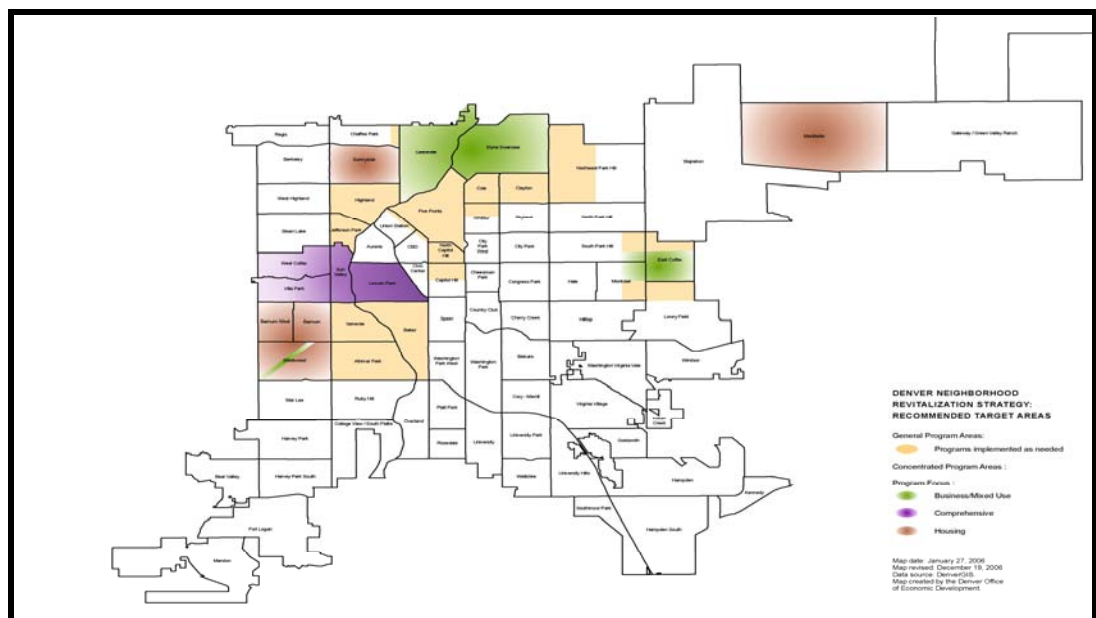 Regis
Chaffee Park
Globeville
Elyria Swansea
Montbello
Gateway / Green Valley Ranch
Berkeley
Sunnyside
Stapleton
Northeast Park Hill
West Highland
Highland
Cole
Clayton
Five Points
Sloan Lake
Jefferson Park
Union Station
North Park Hill
Auraria
CBD
North
Capitol
Hill
City
Park
West
City Park
South Park Hill
West Colfax
Sun
Valley
Civic
Center
East Colfax
Villa Park
Lincoln Park
Capitol Hill
Cheesman
Park
Congress Park
Hale
Montclair
Barnum West
Barnum
Valverde
Baker
Speer
Country Club
Cherry Creek
Hilltop
Lowry Field
Westwood
Athmar Park
Washington
Park West
Washington
Park
Belcaro
Washington Virginia Vale
Windsor
Mar Lee
Ruby Hill
Overland
Platt Park
Cory - Merrill
Virginia Village
College View / South Platte
Harvey Park
Rosedale
University
University Park
Goldsmith
Bear Valley
Harvey Park South
Wellshire
University Hills
Hampden
Kennedy
Southmoor Park
Hampden South
Fort Logan
Marston
DENVER NEIGHBORHOOD
REVITALIZATION STRATEGY:
RECOMMENDED TARGET AREAS
General Program Areas:
Programs implemented as needed
Concentrated Program Areas :
Program Focus :
Business/Mixed Use
Comprehensive
Housing
Map date: January 27, 2006
Map revised: December 19, 2006
Data source: DenverGIS
Map created by the Denver Office
of Economic Development